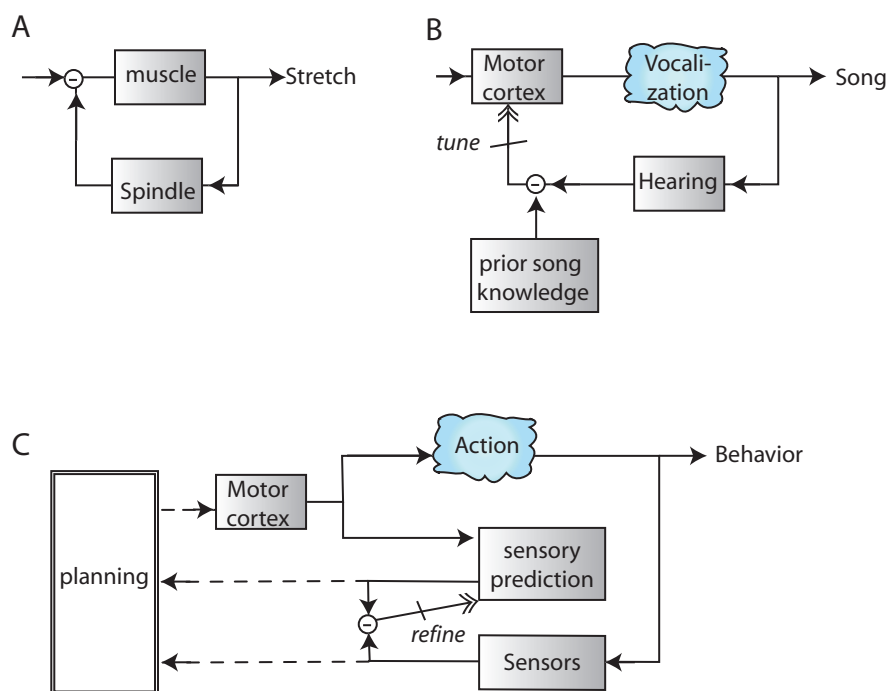 A
muscle
Stretch
Spindle
B
Motor
cortex
Vocali-
zation
Song
tune
Hearing
prior song
knowledge
C
Action
Behavior
Motor
cortex
planning
sensory
prediction
refine
Sensors